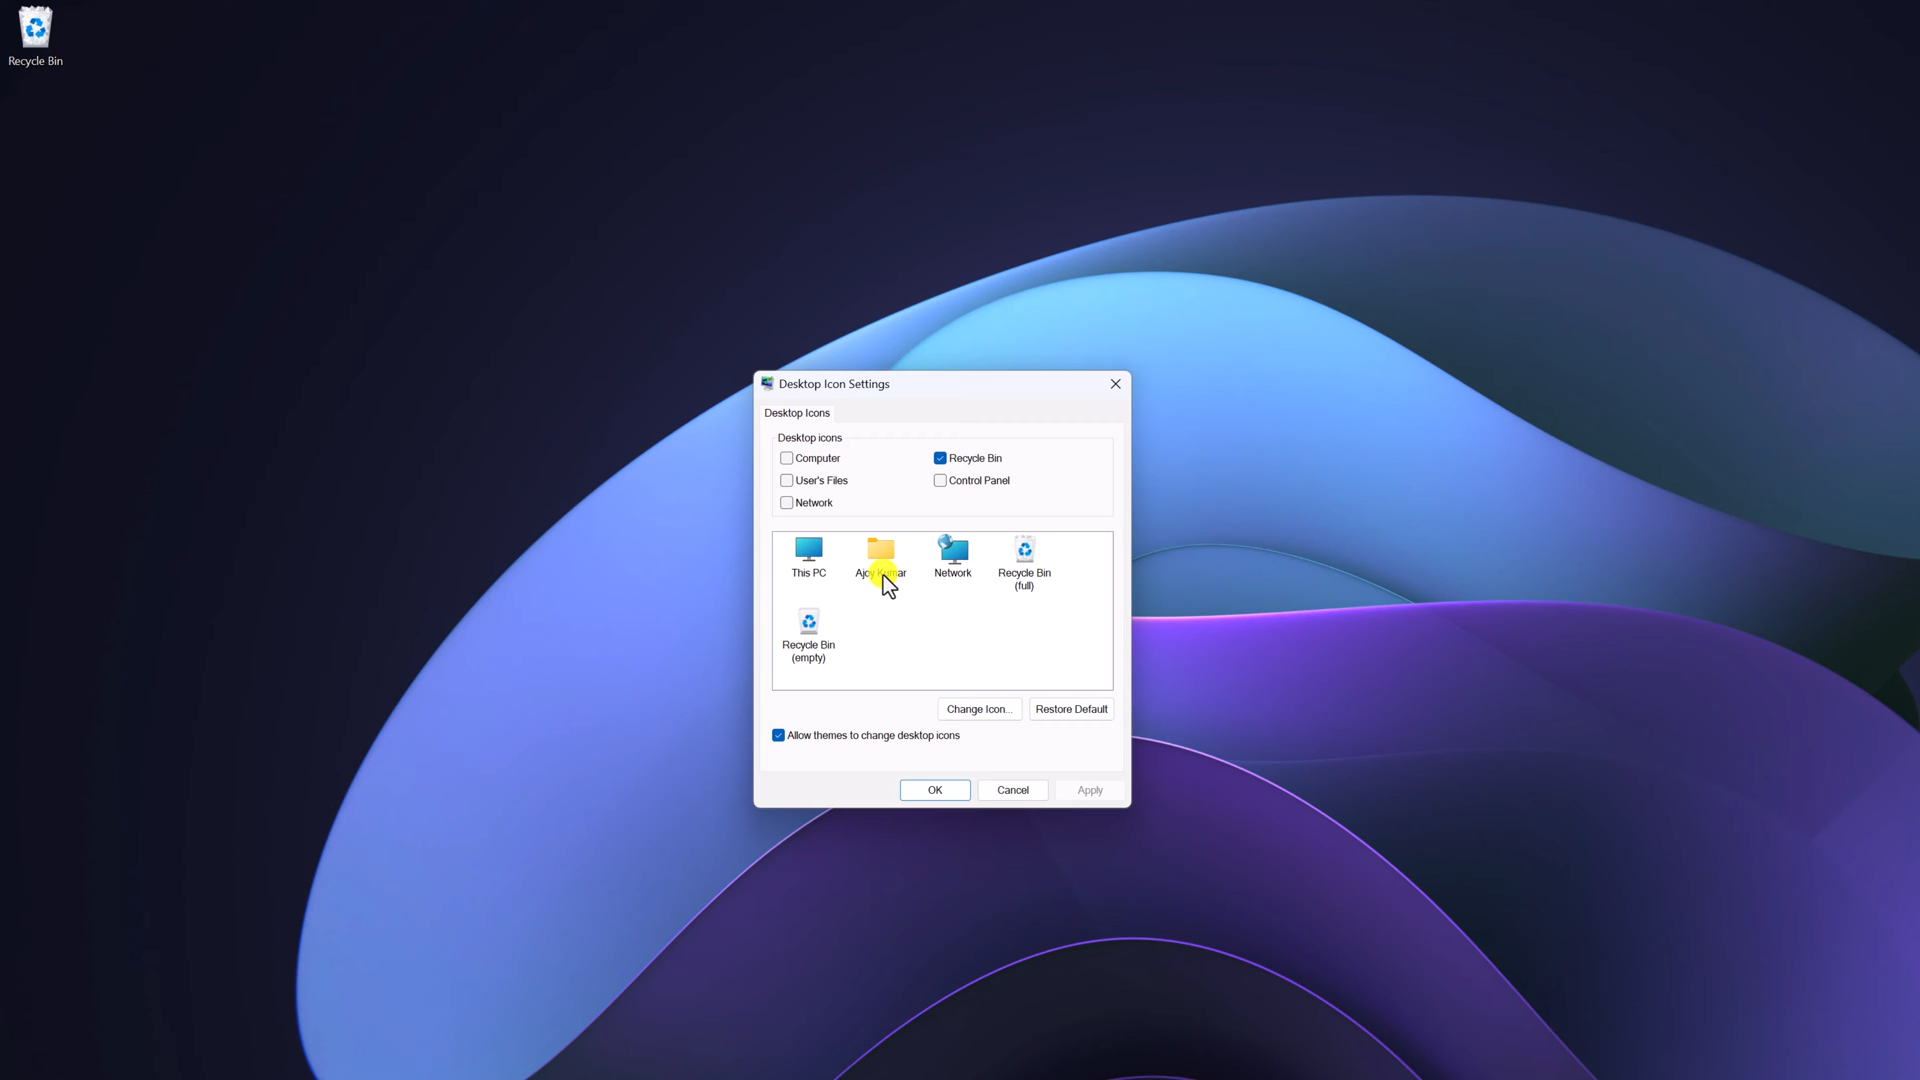 Recycle Bin
Desktop Icon Settings
Desktop Icons
Desktop icons
Computer
Recycle Bin
User's Files
Control Panel
Network
This PC
Ajoy Kumar
Network
Recycle Bin
(full)
Recycle Bin
(empty)
Change Icon...
Restore Default
Allow themes to change desktop icons
OK
Cancel
Apply